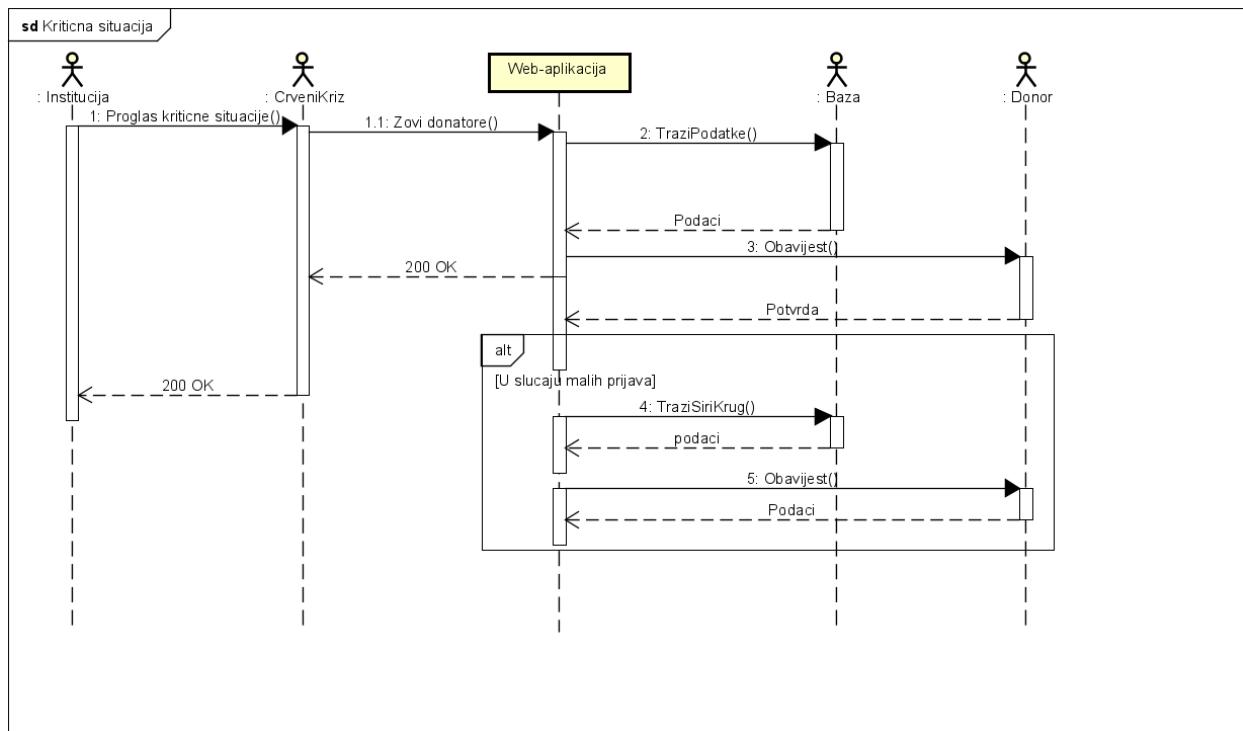 sd Kriticna situacija
: Institucija
: CrveniKriz
Web-aplikacija
: Baza
: Donor
1: Proglas kriticne situacije()
1.1: Zovi donatore()
2: TraziPodatke()
Podaci
3: Obavijest()
200 OK
Potvrda
alt
[U slucaju malih prijava]
200 OK
4: TraziSiriKrug()
podaci
5: Obavijest()
Podaci